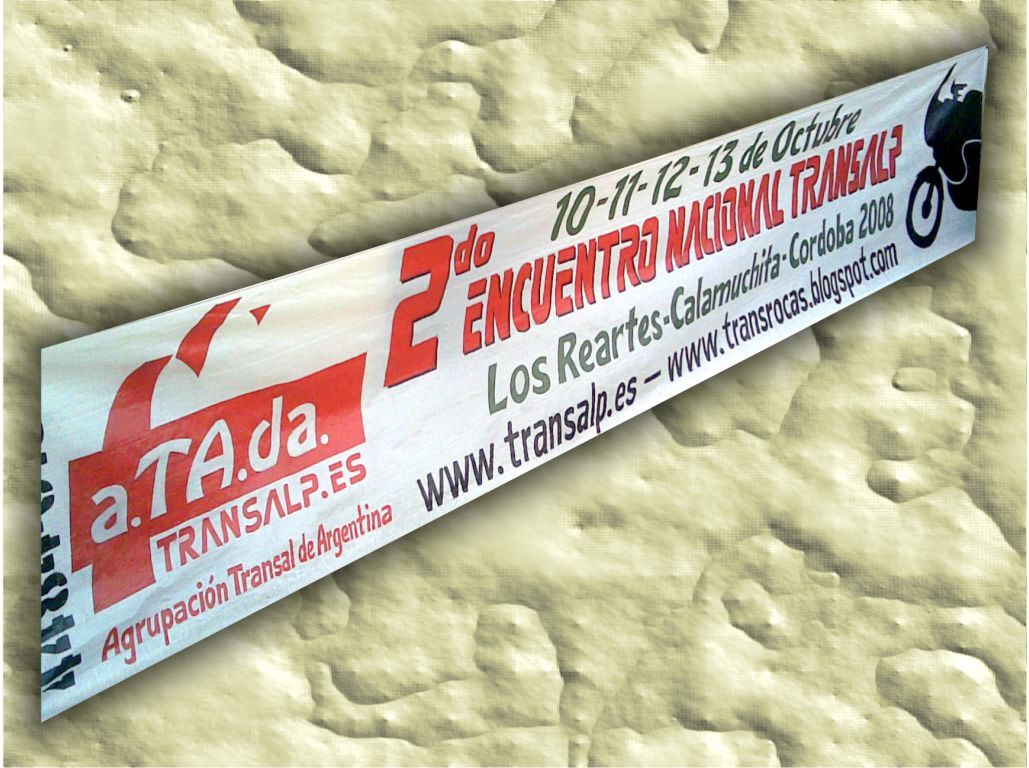 10-11-12-13 de Octubre
2do ENCUENTRO NACIONAL TRANSALP
Los Reartes-Calamuchita-Cordoba 2008
www.transalp.es – www.transrocas.blogspot.com
a.TA.da.
TRANSALP.ES
Agrupación Transal de Argentina